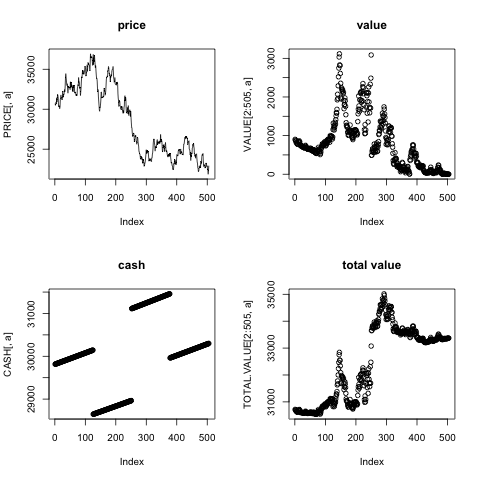 price
PRICE[, a]
35000
30000
25000
0 100 200 300 400 500
Index
value
VALUE[2:505, a]
3000
2000
1000
0
0 100 200 300 400 500
Index
cash
CASH[, a]
31000
30000
29000
0 100 200 300 400 500
Index
total value
TOTAL.VALUE[2:505, a]
35000
33000
31000
0 100 200 300 400 500
Index